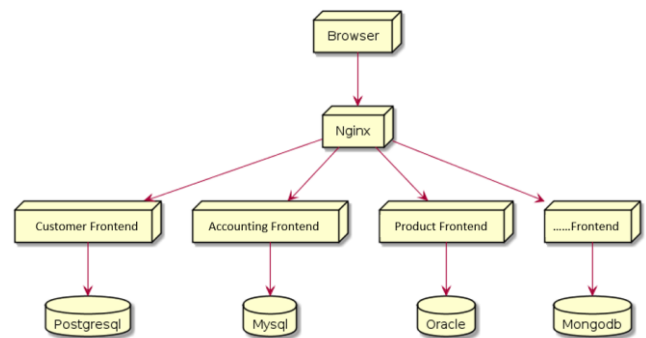 Browser
Nginx
Customer Frontend
Accounting Frontend
Product Frontend
......Frontend
Postgresql
Mysql
Oracle
Mongodb